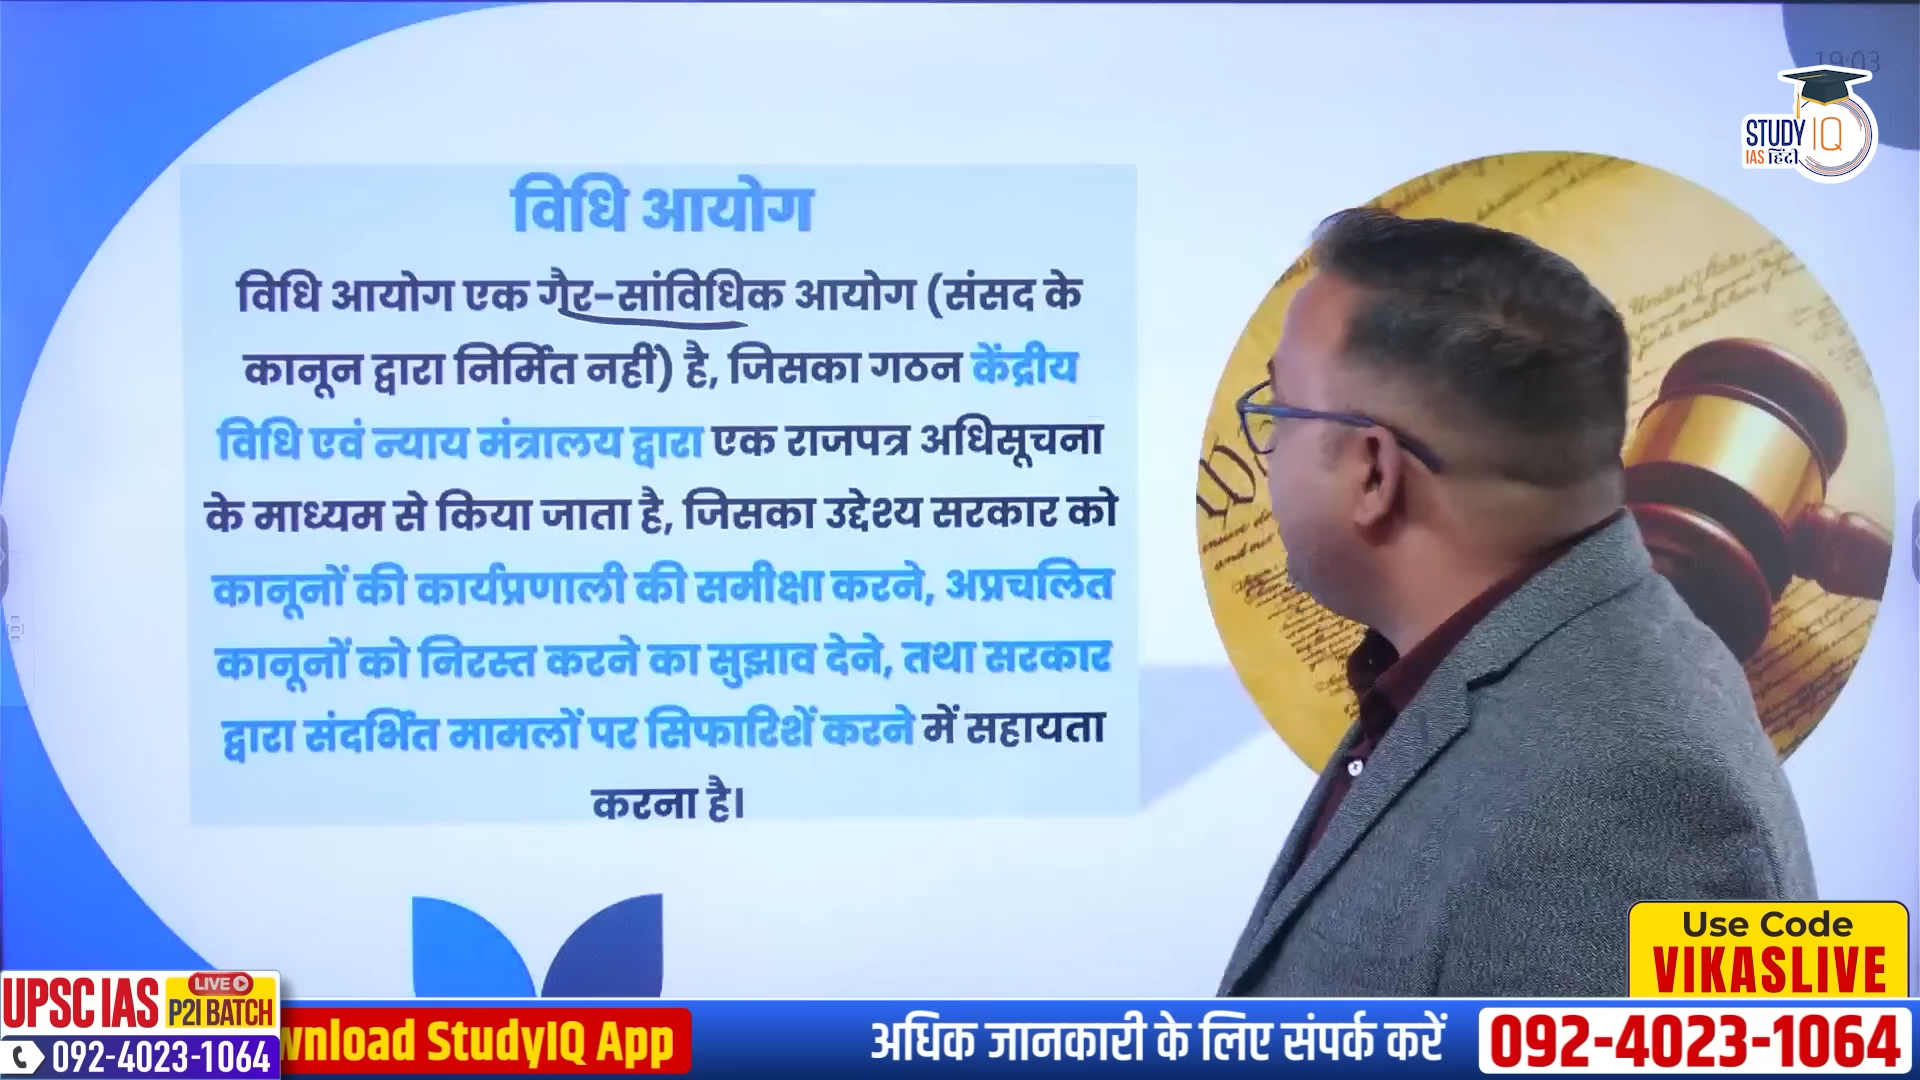 19:03
STUDY IQ
IAS हिंदी
विधि आयोग
विधि आयोग एक गैर-सांविधिक आयोग (संसद के
कानून द्वारा निर्मित नहीं) है, जिसका गठन केंद्रीय
विधि एवं न्याय मंत्रालय द्वारा एक राजपत्र अधिसूचना
के माध्यम से किया जाता है, जिसका उद्देश्य सरकार को
कानूनों की कार्यप्रणाली की समीक्षा करने, अप्रचलित
कानूनों को निरस्त करने का सुझाव देने, तथा सरकार
द्वारा संदर्भित मामलों पर सिफारिशें करने में सहायता
करना है।
Use Code
VIKASLIVE
UPSC IAS LIVE
P2I BATCH
092-4023-1064
wnload StudyIQ App
अधिक जानकारी के लिए संपर्क करें
092-4023-1064